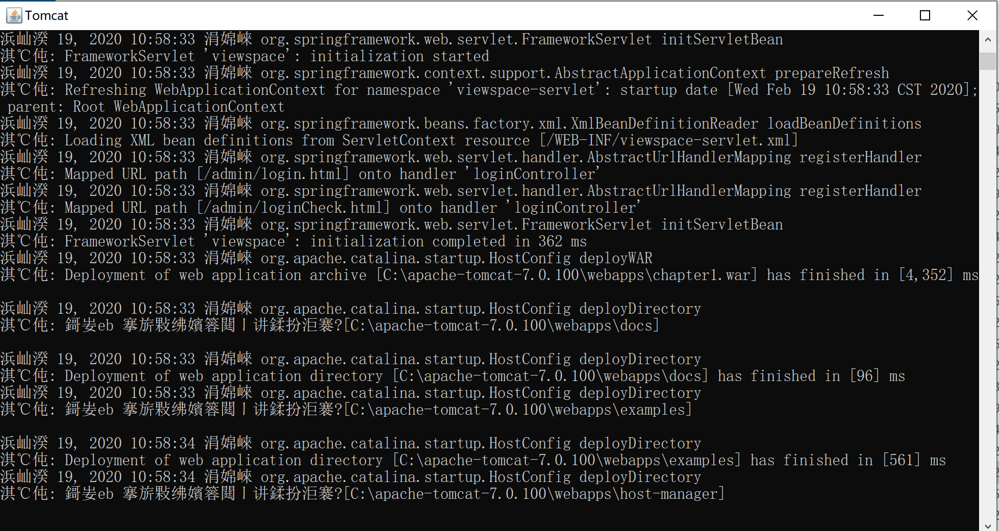 Tomcat
浜屾湀 19, 2020 10:58:33 涓婂崍 org.springframework.web.servlet.FrameworkServlet initServletBean
淇℃伅: FrameworkServlet 'viewspace': initialization started
浜屾湀 19, 2020 10:58:33 涓婂崍 org.springframework.context.support.AbstractApplicationContext prepareRefresh
淇℃伅: Refreshing WebApplicationContext for namespace 'viewspace-servlet': startup date [Wed Feb 19 10:58:33 CST 2020];
parent: Root WebApplicationContext
浜屾湀 19, 2020 10:58:33 涓婂崍 org.springframework.beans.factory.xml.XmlBeanDefinitionReader loadBeanDefinitions
淇℃伅: Loading XML bean definitions from ServletContext resource [/WEB-INF/viewspace-servlet.xml]
浜屾湀 19, 2020 10:58:33 涓婂崍 org.springframework.web.servlet.handler.AbstractUrlHandlerMapping registerHandler
淇℃伅: Mapped URL path [/admin/login.html] onto handler 'loginController'
浜屾湀 19, 2020 10:58:33 涓婂崍 org.springframework.web.servlet.handler.AbstractUrlHandlerMapping registerHandler
淇℃伅: Mapped URL path [/admin/loginCheck.html] onto handler 'loginController'
浜屾湀 19, 2020 10:58:33 涓婂崍 org.springframework.web.servlet.FrameworkServlet initServletBean
淇℃伅: FrameworkServlet 'viewspace': initialization completed in 362 ms
浜屾湀 19, 2020 10:58:33 涓婂崍 org.apache.catalina.startup.HostConfig deployWAR
淇℃伅: Deployment of web application archive [C:\apache-tomcat-7.0.100\webapps\chapter1.war] has finished in [4,352] ms
浜屾湀 19, 2020 10:58:33 涓婂崍 org.apache.catalina.startup.HostConfig deployDirectory
淇℃伅: 鎶妛eb 搴旂敤绋嬪簭閮ㄧ讲鍒扮洰褰?[C:\apache-tomcat-7.0.100\webapps\docs]
浜屾湀 19, 2020 10:58:33 涓婂崍 org.apache.catalina.startup.HostConfig deployDirectory
淇℃伅: Deployment of web application directory [C:\apache-tomcat-7.0.100\webapps\docs] has finished in [96] ms
浜屾湀 19, 2020 10:58:33 涓婂崍 org.apache.catalina.startup.HostConfig deployDirectory
淇℃伅: 鎶妛eb 搴旂敤绋嬪簭閮ㄧ讲鍒扮洰褰?[C:\apache-tomcat-7.0.100\webapps\examples]
浜屾湀 19, 2020 10:58:34 涓婂崍 org.apache.catalina.startup.HostConfig deployDirectory
淇℃伅: Deployment of web application directory [C:\apache-tomcat-7.0.100\webapps\examples] has finished in [561] ms
浜屾湀 19, 2020 10:58:34 涓婂崍 org.apache.catalina.startup.HostConfig deployDirectory
淇℃伅: 鎶妛eb 搴旂敤绋嬪簭閮ㄧ讲鍒扮洰褰?[C:\apache-tomcat-7.0.100\webapps\host-manager]